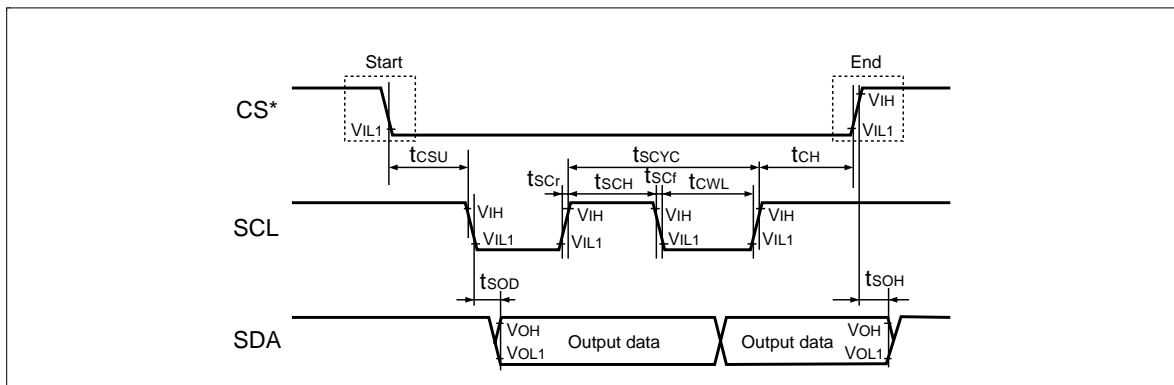 Start
End
CS*
VIH
VIL1
VIL1
tCSU
tSCYC
tCH
tSCr
tSCH
tSCf
tCWL
SCL
VIH
VIH
VIH
VIH
VIL1
VIL1
VIL1
VIL1
tSOD
tSOH
SDA
VOH
VOL1
Output data
Output data
VOH
VOL1